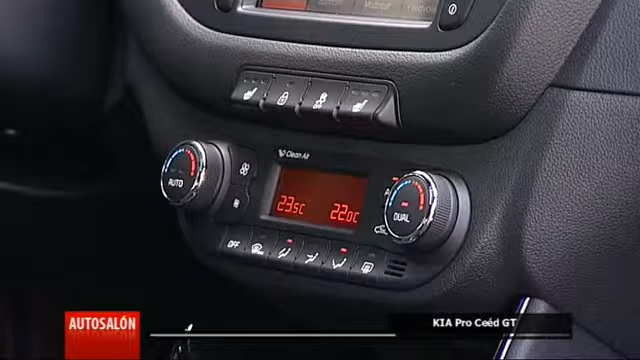 Clean Air
AUTO
23.5C 22.0C
DUAL
OFF
AUTOSALÓN
KIA Pro Ceéd GT